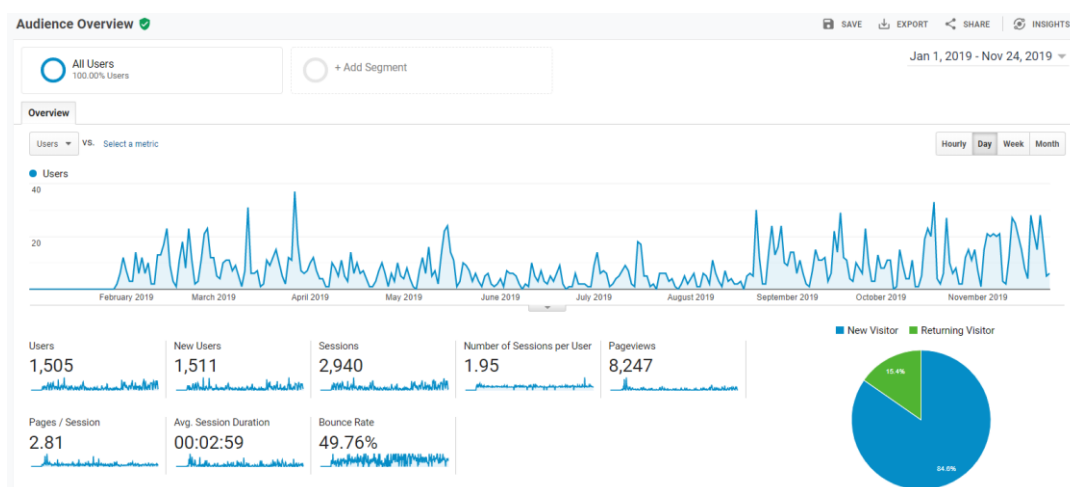 Audience Overview
SAVE EXPORT SHARE INSIGHTS
All Users
100.00% Users
+ Add Segment
Jan 1, 2019 - Nov 24, 2019
Overview
Users VS. Select a metric
Hourly Day Week Month
Users
40
20
February 2019 March 2019 April 2019 May 2019 June 2019 July 2019 August 2019 September 2019 October 2019 November 2019
New Visitor Returning Visitor
Users New Users Sessions Number of Sessions per User Pageviews
1,505 1,511 2,940 1.95 8,247
15.4%
Pages / Session Avg. Session Duration Bounce Rate
2.81 00:02:59 49.76%
84.6%